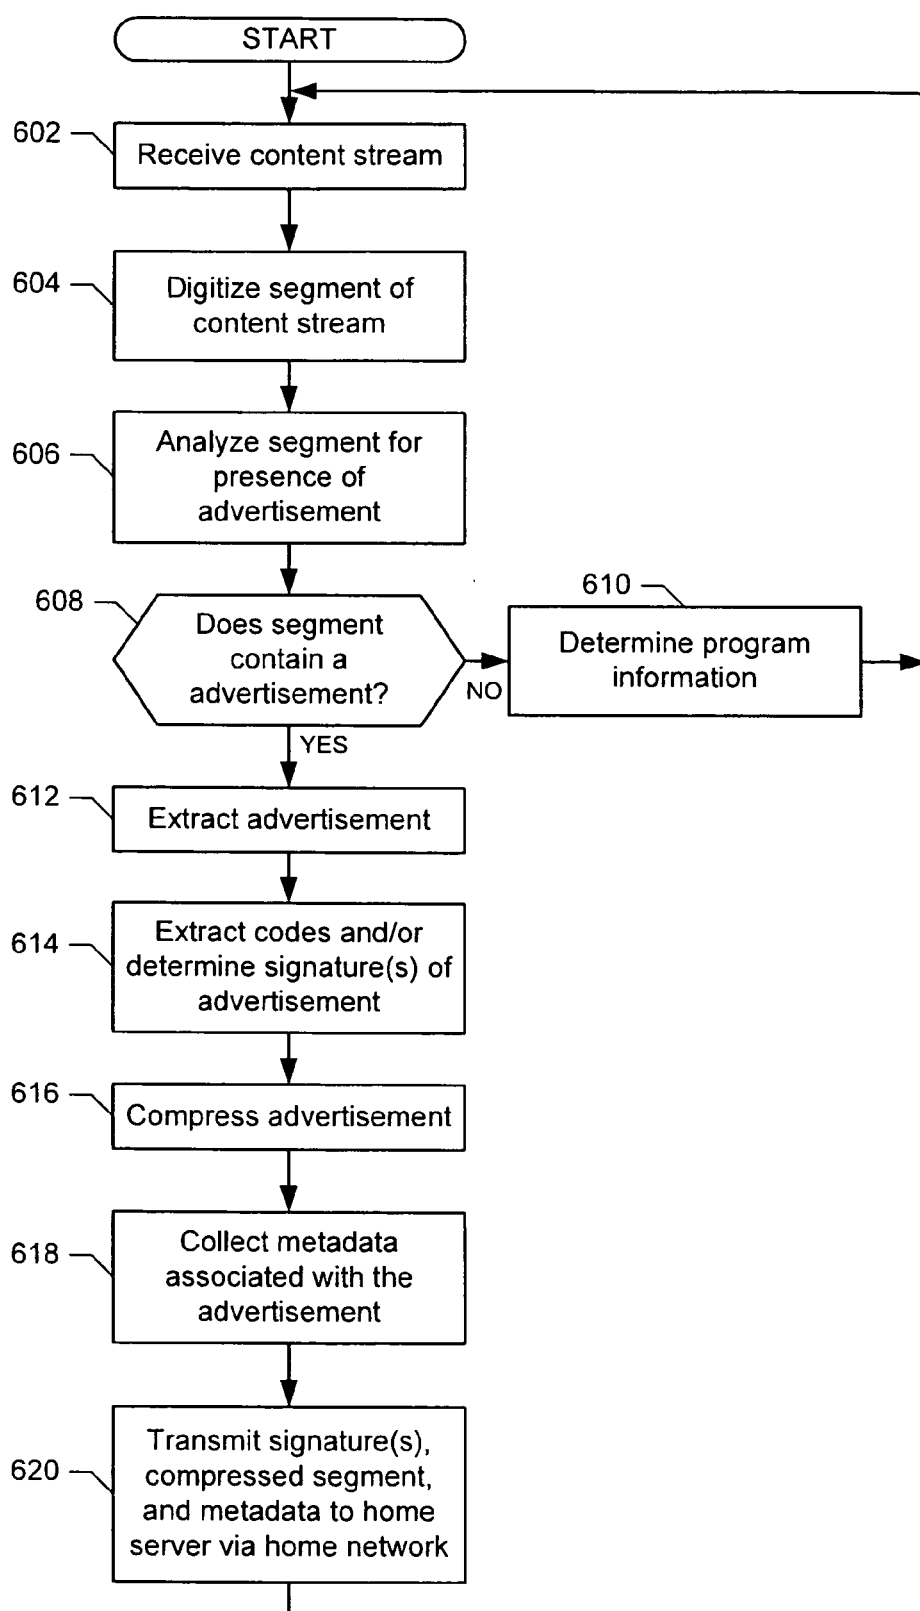 START
602
Receive content stream
604
Digitize segment of
content stream
606
Analyze segment for
presence of
advertisement
608
Does segment
contain a
advertisement?
NO
YES
610
Determine program
information
612
Extract advertisement
614
Extract codes and/or
determine signature(s) of
advertisement
616
Compress advertisement
618
Collect metadata
associated with the
advertisement
620
Transmit signature(s),
compressed segment,
and metadata to home
server via home network